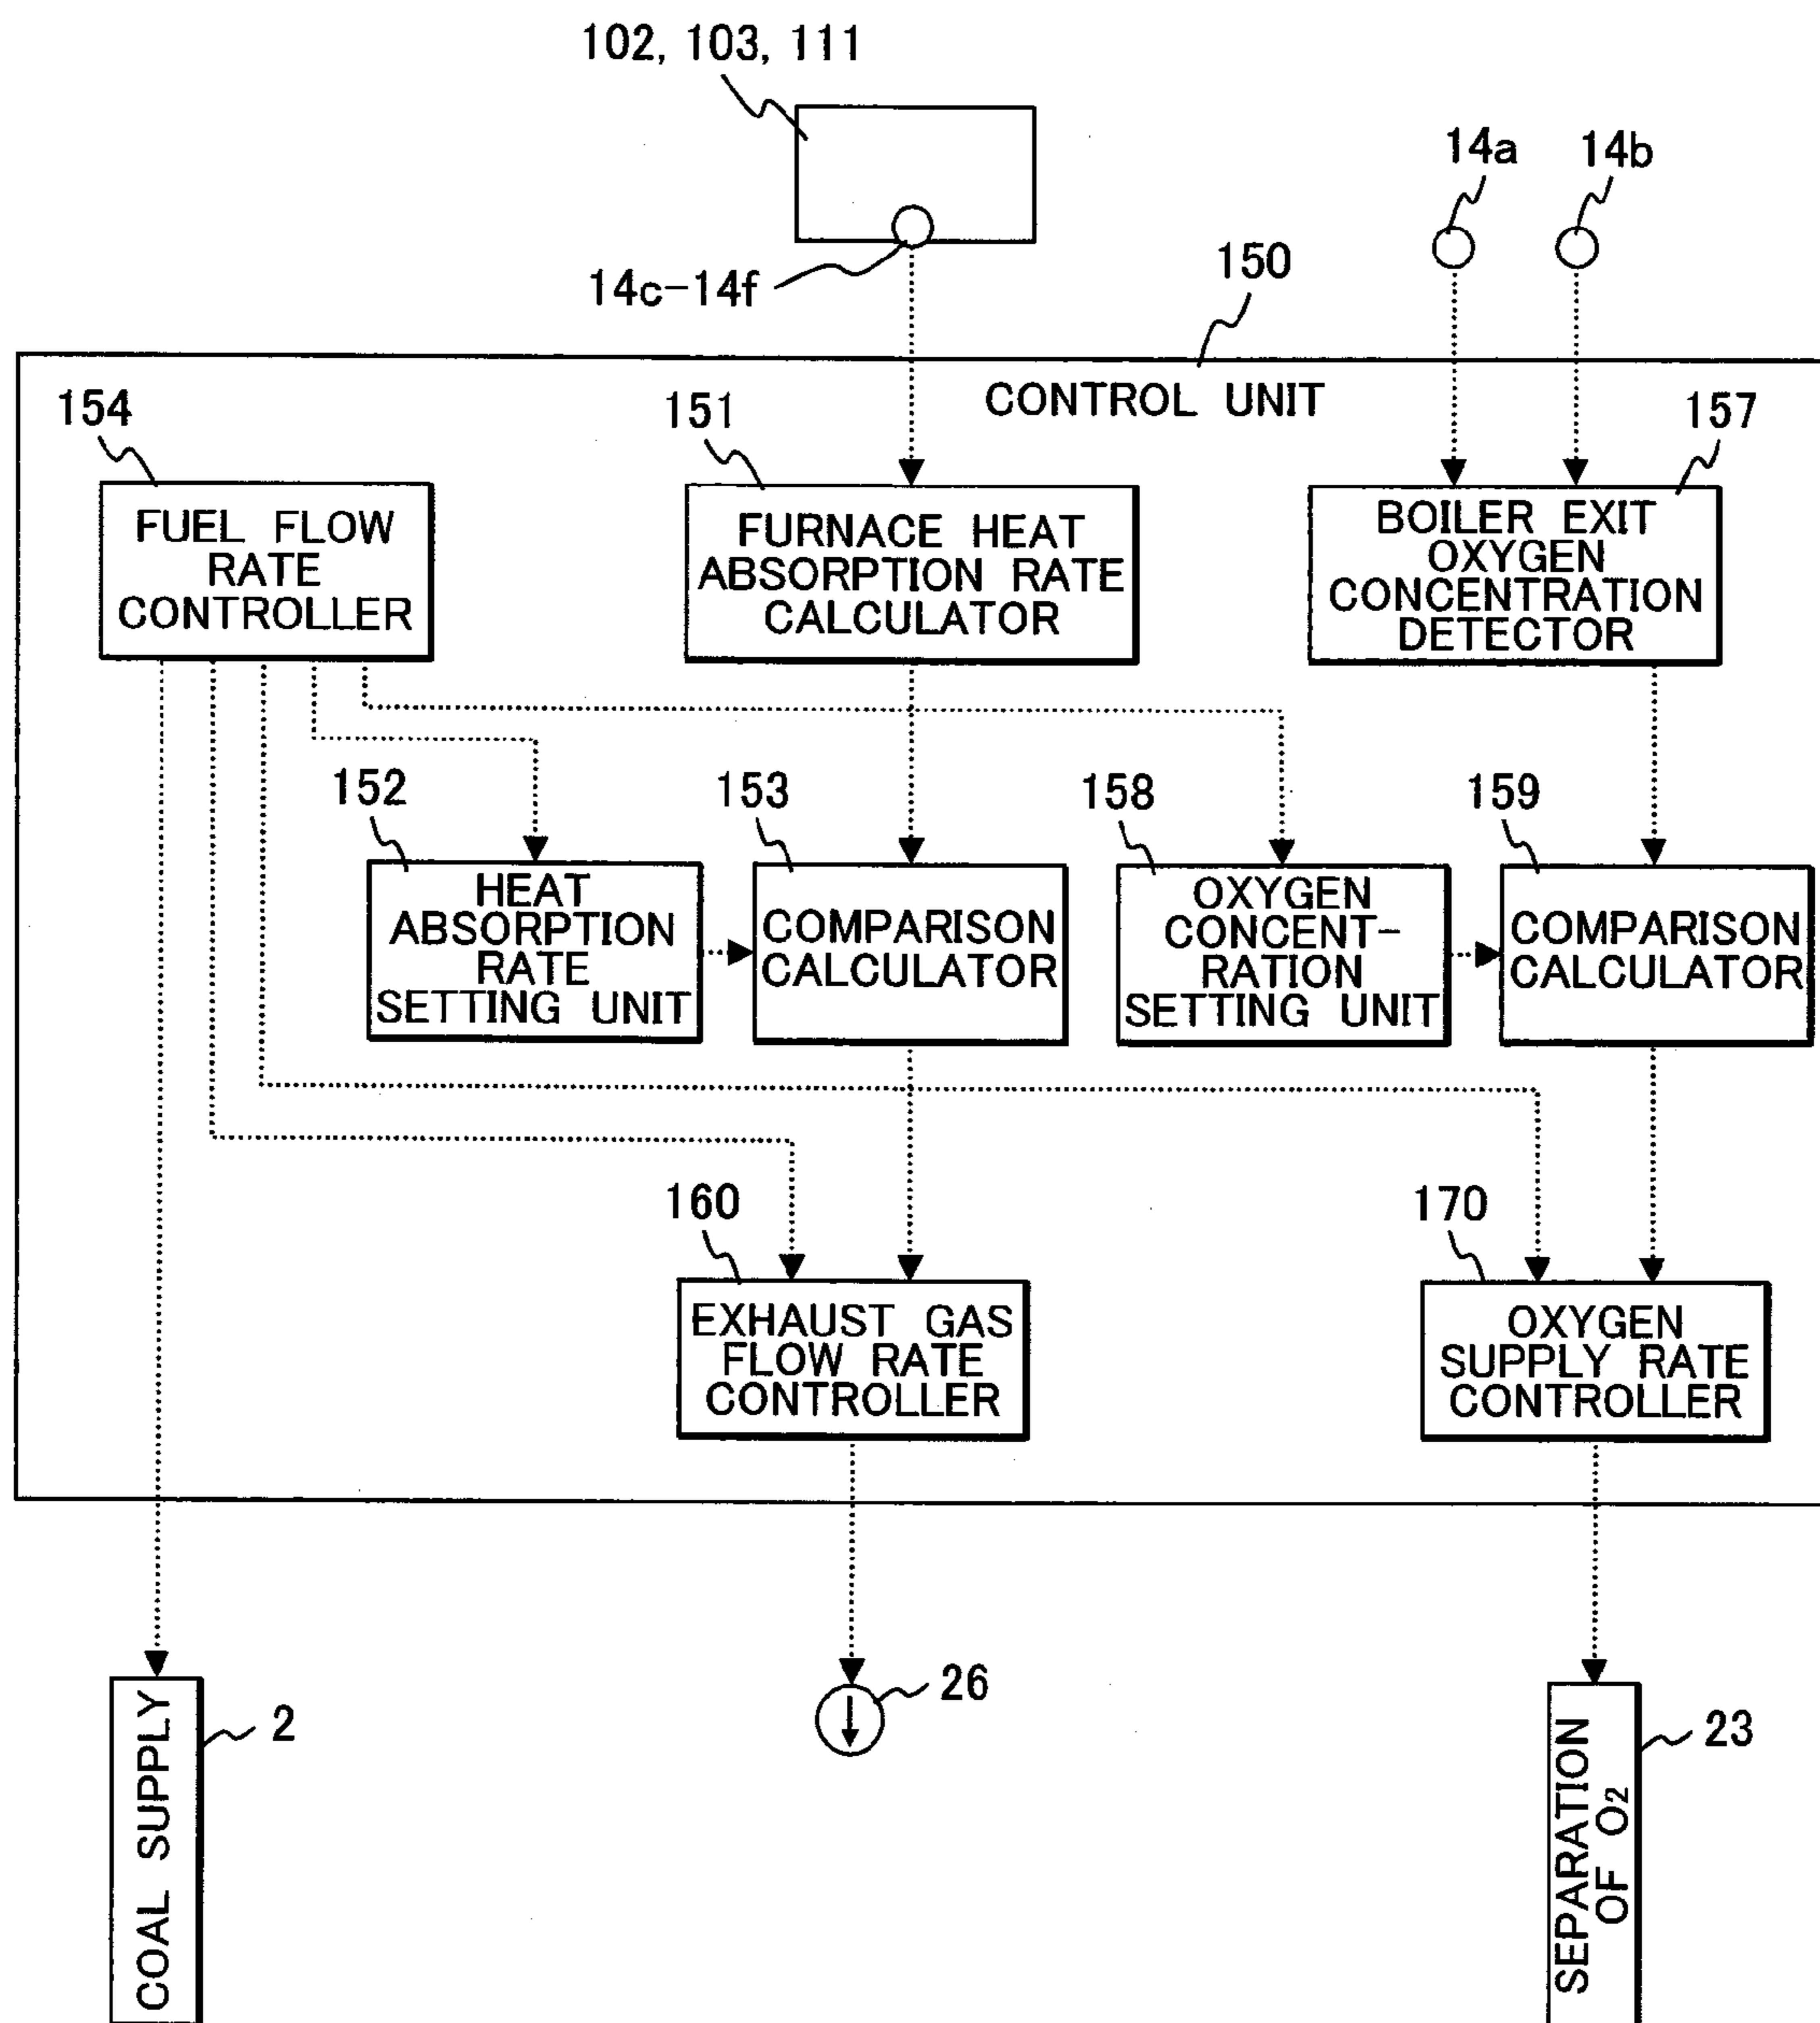 102, 103, 111
14a
14b
14c-14f
150
CONTROL UNIT
154
151
157
FUEL FLOW
RATE
CONTROLLER
FURNACE HEAT
ABSORPTION RATE
CALCULATOR
BOILER EXIT
OXYGEN
CONCENTRATION
DETECTOR
152
153
158
159
HEAT
ABSORPTION
RATE
SETTING UNIT
COMPARISON
CALCULATOR
OXYGEN
CONCENT-
RATION
SETTING UNIT
COMPARISON
CALCULATOR
160
170
EXHAUST GAS
FLOW RATE
CONTROLLER
OXYGEN
SUPPLY RATE
CONTROLLER
COAL SUPPLY
2
26
SEPARATION
OF O₂
23